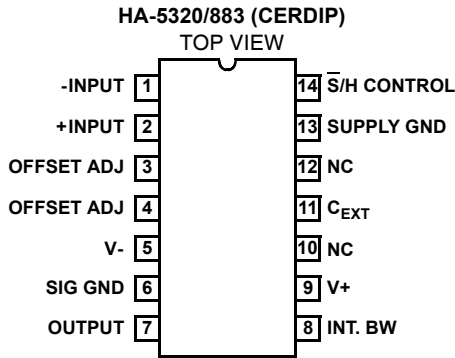 HA-5320/883 (CERDIP)
TOP VIEW
-INPUT 1 14 S̅/H CONTROL
+INPUT 2 13 SUPPLY GND
OFFSET ADJ 3 12 NC
OFFSET ADJ 4 11 C_EXT
V- 5 10 NC
SIG GND 6 9 V+
OUTPUT 7 8 INT. BW